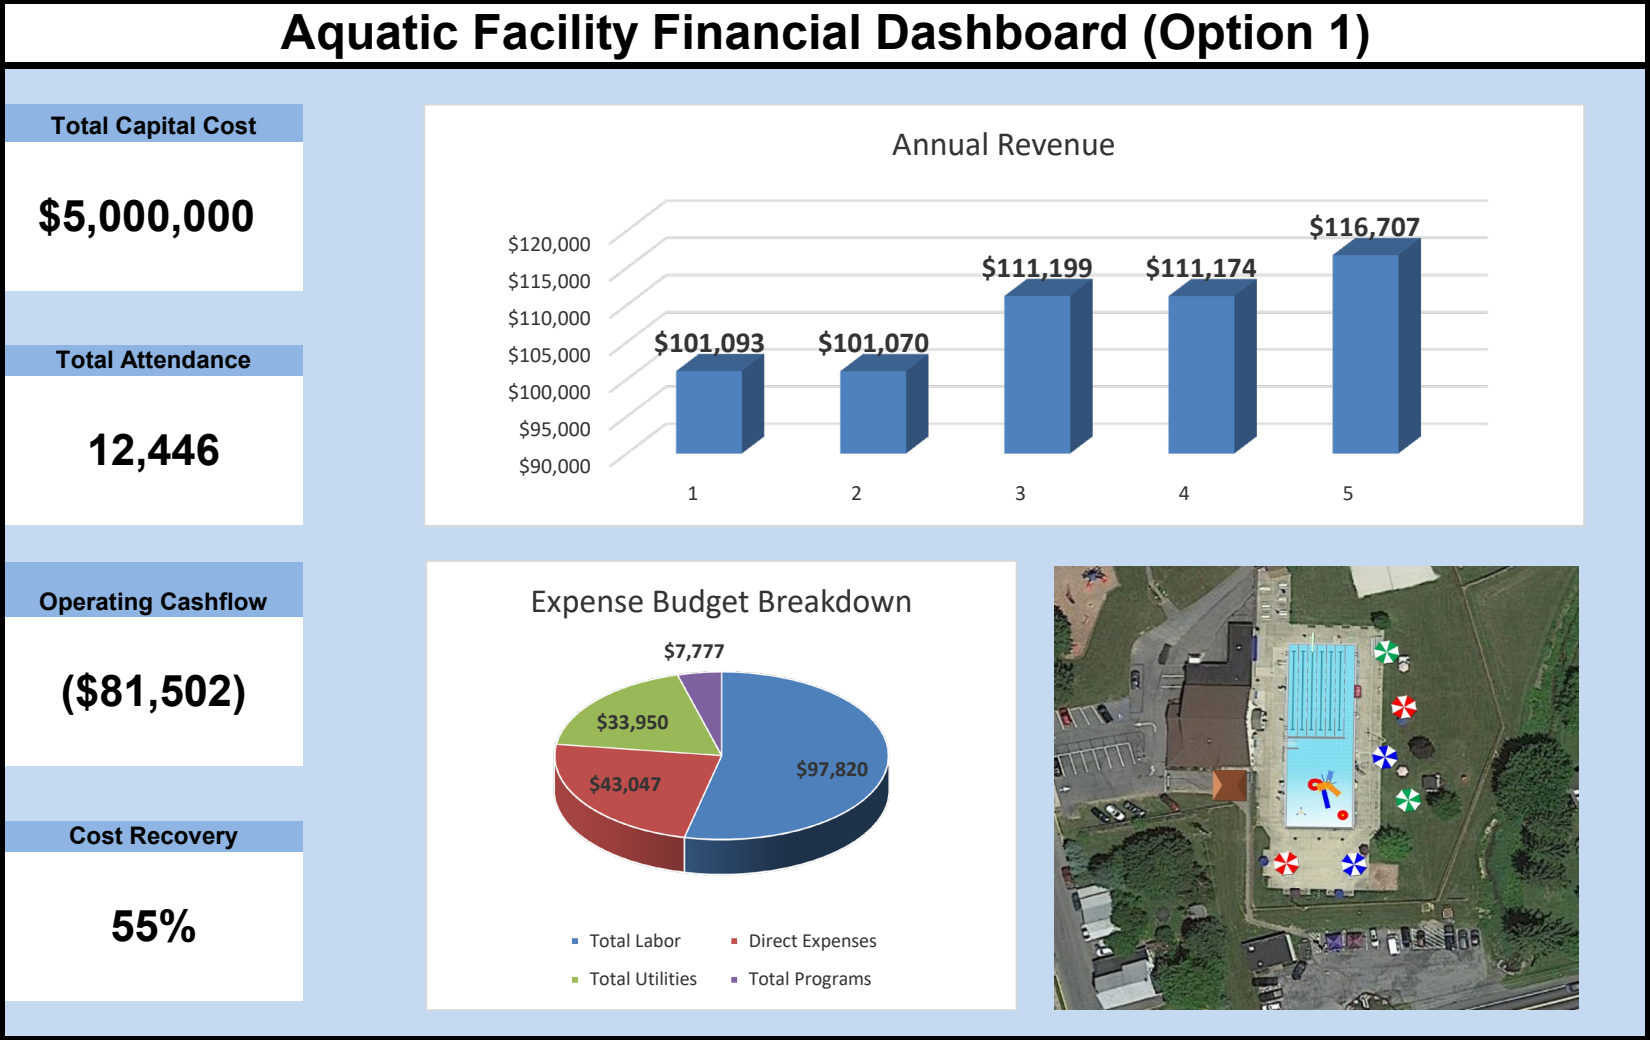 Aquatic Facility Financial Dashboard (Option 1)
Total Capital Cost
$5,000,000
Total Attendance
12,446
Operating Cashflow
($81,502)
Cost Recovery
55%
Annual Revenue
$120,000
$115,000
$110,000
$105,000
$100,000
$95,000
$90,000
$101,093
$101,070
$111,199
$111,174
$116,707
1
2
3
4
5
Expense Budget Breakdown
$7,777
$33,950
$43,047
$97,820
Total Labor
Direct Expenses
Total Utilities
Total Programs